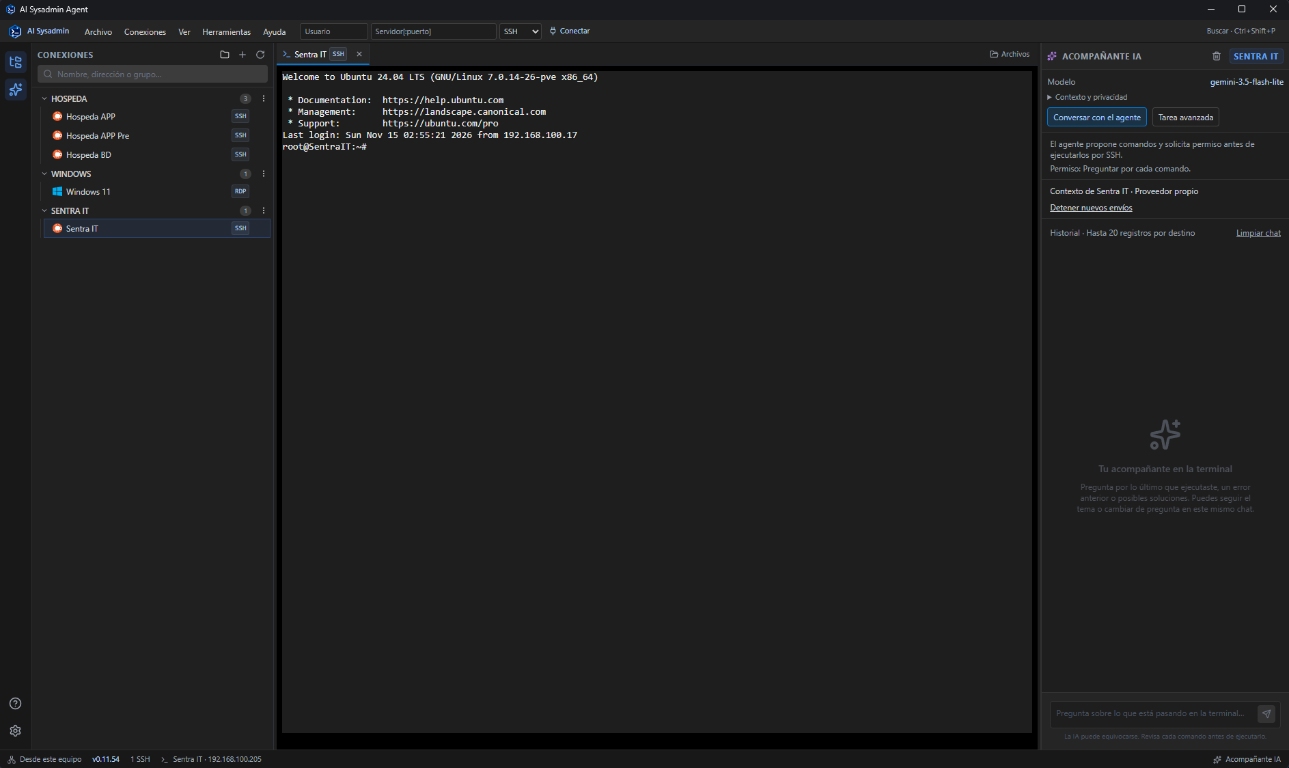 AI Sysadmin Agent
AI Sysadmin Archivo Conexiones Ver Herramientas Ayuda Usuario Servidor[:puerto] SSH Conectar Buscar · Ctrl+Shift+P
CONEXIONES
Nombre, dirección o grupo...
HOSPEDA 3
Hospeda APP SSH
Hospeda APP Pre SSH
Hospeda BD SSH
WINDOWS 1
Windows 11 RDP
SENTRA IT 1
Sentra IT SSH
Sentra IT SSH Archivos
Welcome to Ubuntu 24.04 LTS (GNU/Linux 7.0.14-26-pve x86_64)
* Documentation: https://help.ubuntu.com
* Management: https://landscape.canonical.com
* Support: https://ubuntu.com/pro
Last login: Sun Nov 15 02:55:21 2026 from 192.168.100.17
root@SentraIT:~#
ACOMPAÑANTE IA SENTRA IT
Modelo gemini-3.5-flash-lite
Contexto y privacidad
Conversar con el agente Tarea avanzada
El agente propone comandos y solicita permiso antes de
ejecutarlos por SSH.
Permiso: Preguntar por cada comando.
Contexto de Sentra IT · Proveedor propio
Detener nuevos envíos
Historial · Hasta 20 registros por destino Limpiar chat
Tu acompañante en la terminal
Pregunta por lo último que ejecutaste, un error
anterior o posibles soluciones. Puedes seguir el
tema o cambiar de pregunta en este mismo chat.
Pregunta sobre lo que está pasando en la terminal...
La IA puede equivocarse. Revisa cada comando antes de ejecutarlo.
Desde este equipo v0.11.54 1 SSH Sentra IT · 192.168.100.205 Acompañante IA